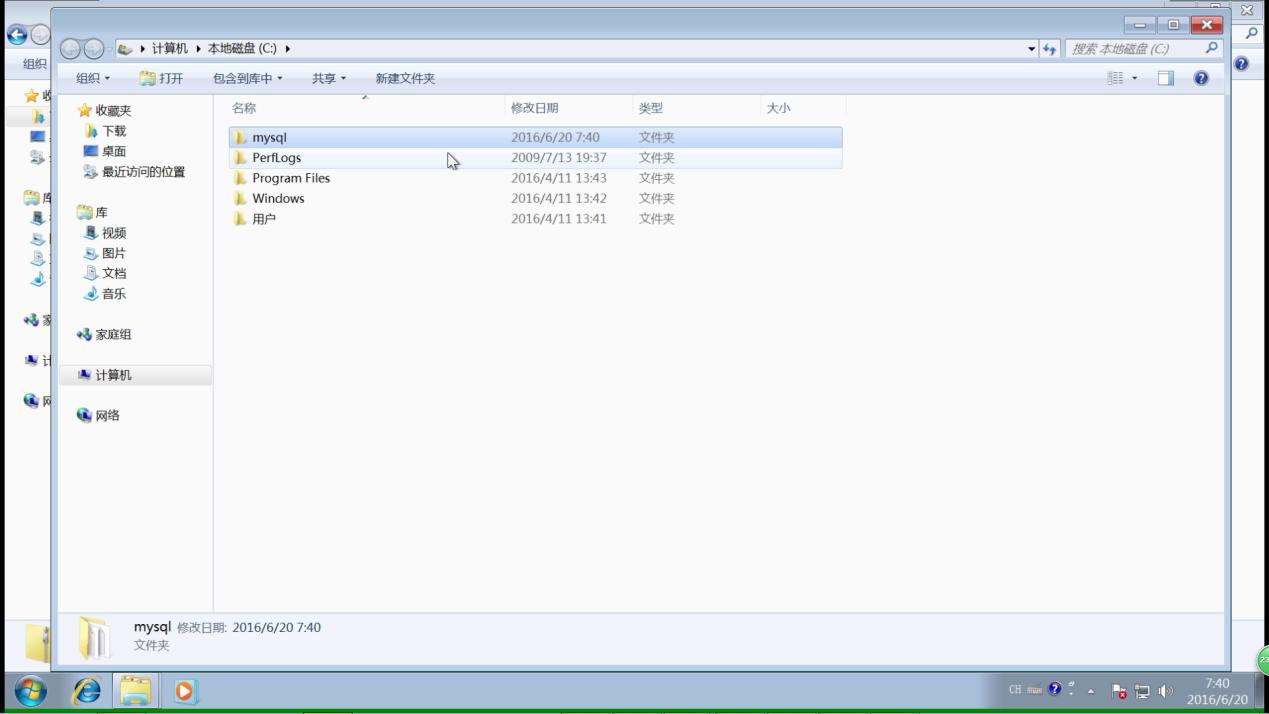 计算机 本地磁盘 (C:) 搜索 本地磁盘 (C:)
组织 打开 包含到库中 共享 新建文件夹
组织
收藏夹
下载
桌面
最近访问的位置
库
视频
图片
文档
音乐
家庭组
计算机
网络
名称 修改日期 类型 大小
mysql 2016/6/20 7:40 文件夹
PerfLogs 2009/7/13 19:37 文件夹
Program Files 2016/4/11 13:43 文件夹
Windows 2016/4/11 13:42 文件夹
用户 2016/4/11 13:41 文件夹
mysql 修改日期: 2016/6/20 7:40
文件夹
CH
7:40
2016/6/20